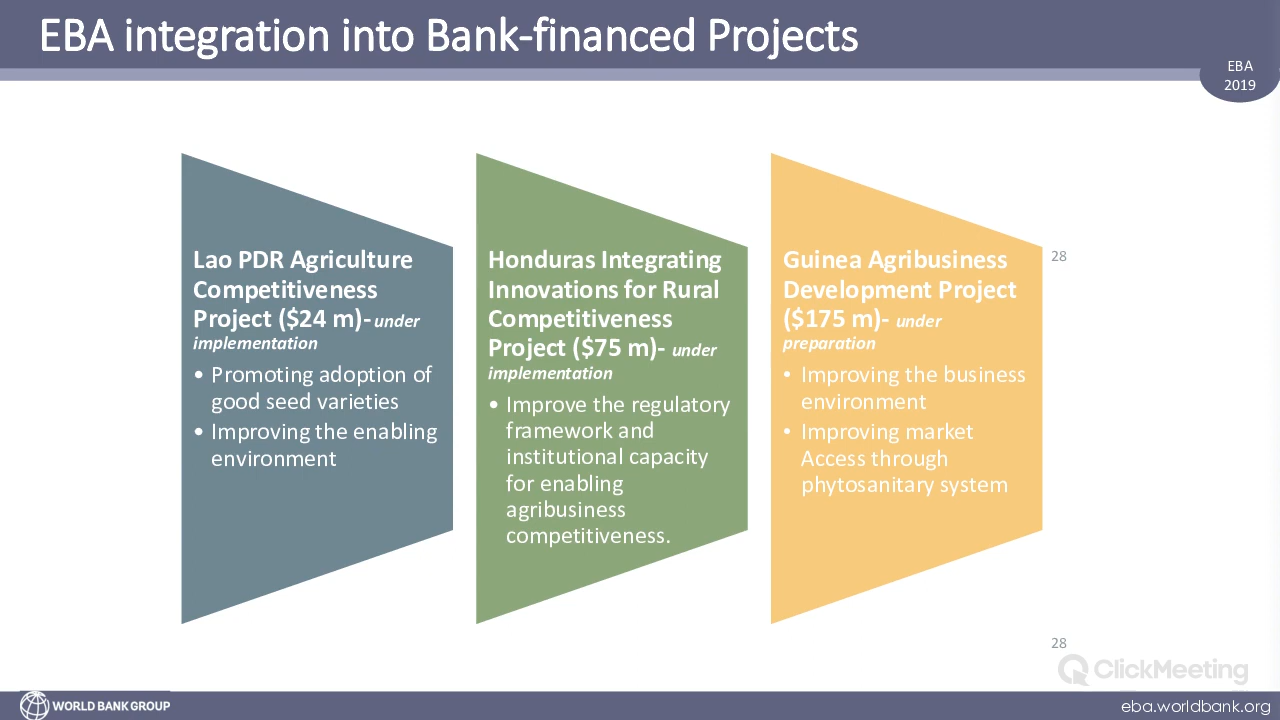 EBA integration into Bank-financed Projects
EBA
2019
Lao PDR Agriculture
Competitiveness
Project ($24 m)- under
implementation
• Promoting adoption of
good seed varieties
• Improving the enabling
environment
Honduras Integrating
Innovations for Rural
Competitiveness
Project ($75 m)- under
implementation
• Improve the regulatory
framework and
institutional capacity
for enabling
agribusiness
competitiveness.
Guinea Agribusiness
Development Project
($175 m)- under
preparation
• Improving the business
environment
• Improving market
Access through
phytosanitary system
28
28
ClickMeeting
WORLD BANK GROUP
eba.worldbank.org